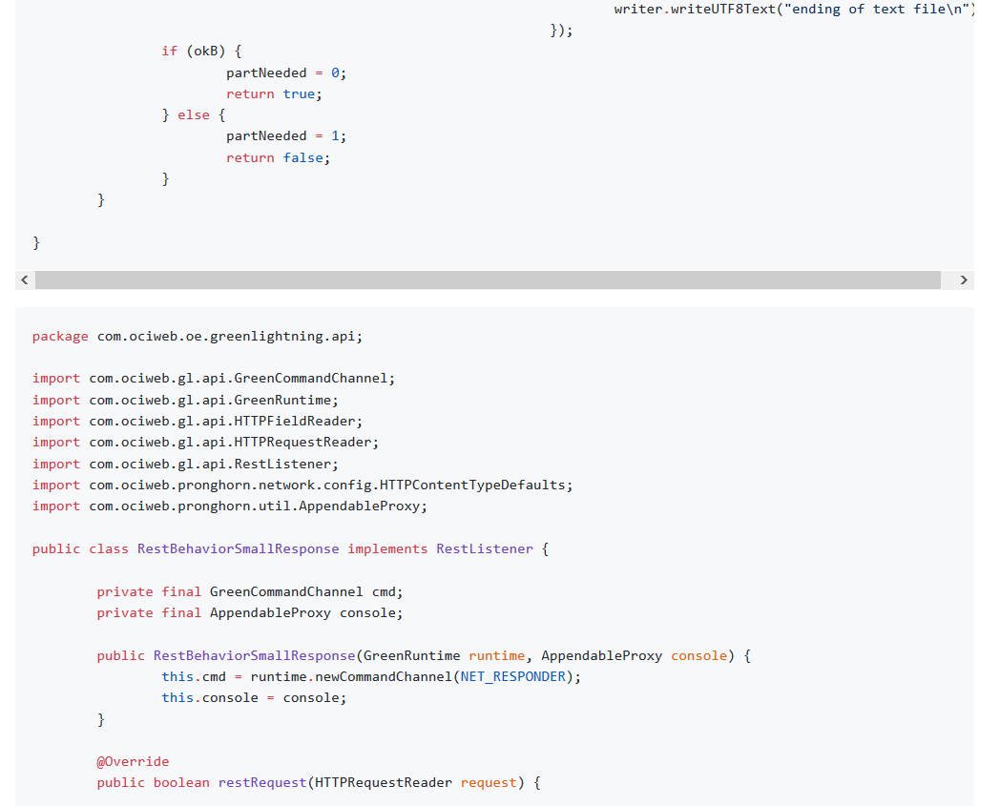 writer.writeUTF8Text("ending of text file\n")
});
if (okB) {
partNeeded = 0;
return true;
} else {
partNeeded = 1;
return false;
}
}
}
package com.ociweb.oe.greenlightning.api;
import com.ociweb.gl.api.GreenCommandChannel;
import com.ociweb.gl.api.GreenRuntime;
import com.ociweb.gl.api.HTTPFieldReader;
import com.ociweb.gl.api.HTTPRequestReader;
import com.ociweb.gl.api.RestListener;
import com.ociweb.pronghorn.network.config.HTTPContentTypeDefaults;
import com.ociweb.pronghorn.util.AppendableProxy;
public class RestBehaviorSmallResponse implements RestListener {
private final GreenCommandChannel cmd;
private final AppendableProxy console;
public RestBehaviorSmallResponse(GreenRuntime runtime, AppendableProxy console) {
this.cmd = runtime.newCommandChannel(NET_RESPONDER);
this.console = console;
}
@Override
public boolean restRequest(HTTPRequestReader request) {